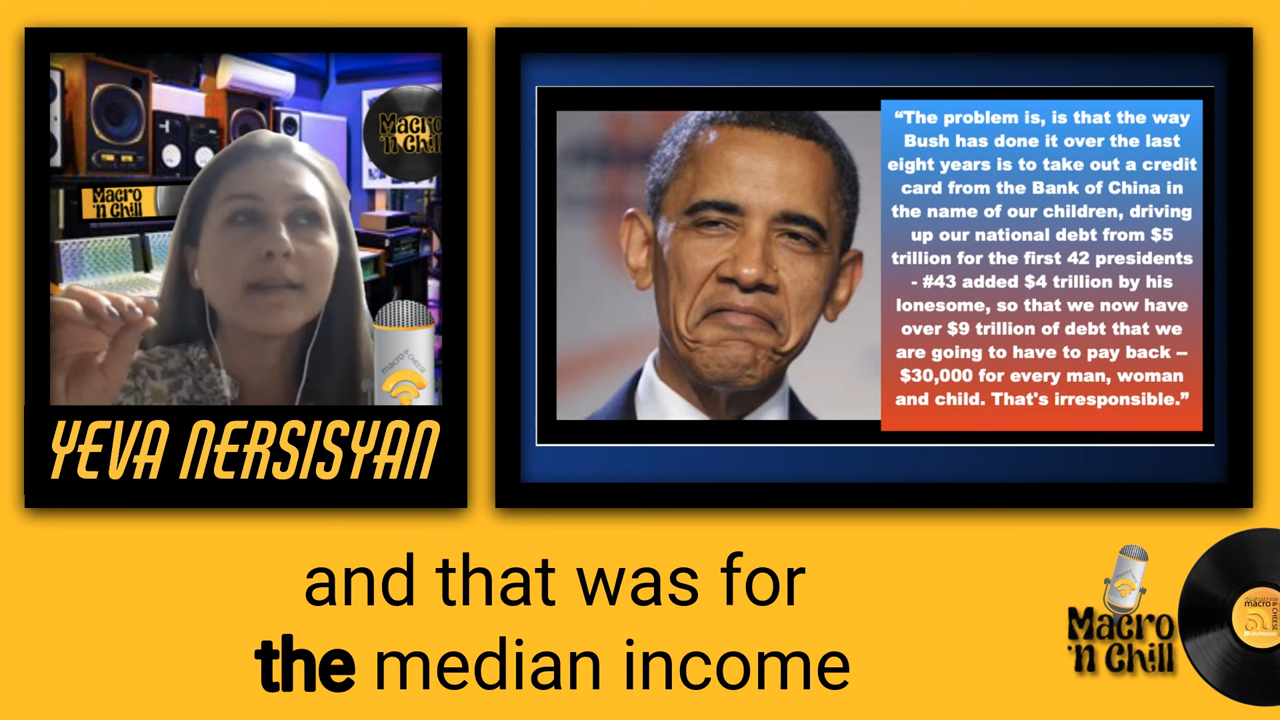 Macro
'N Chill
Macro
'N Chill
macro
CHEESE
YEVA NERSISYAN
“The problem is, is that the way
Bush has done it over the last
eight years is to take out a credit
card from the Bank of China in
the name of our children, driving
up our national debt from $5
trillion for the first 42 presidents
- #43 added $4 trillion by his
lonesome, so that we now have
over $9 trillion of debt that we
are going to have to pay back --
$30,000 for every man, woman
and child. That's irresponsible.”
and that was for
the median income
Macro
'N Chill
macro
& CHEESE